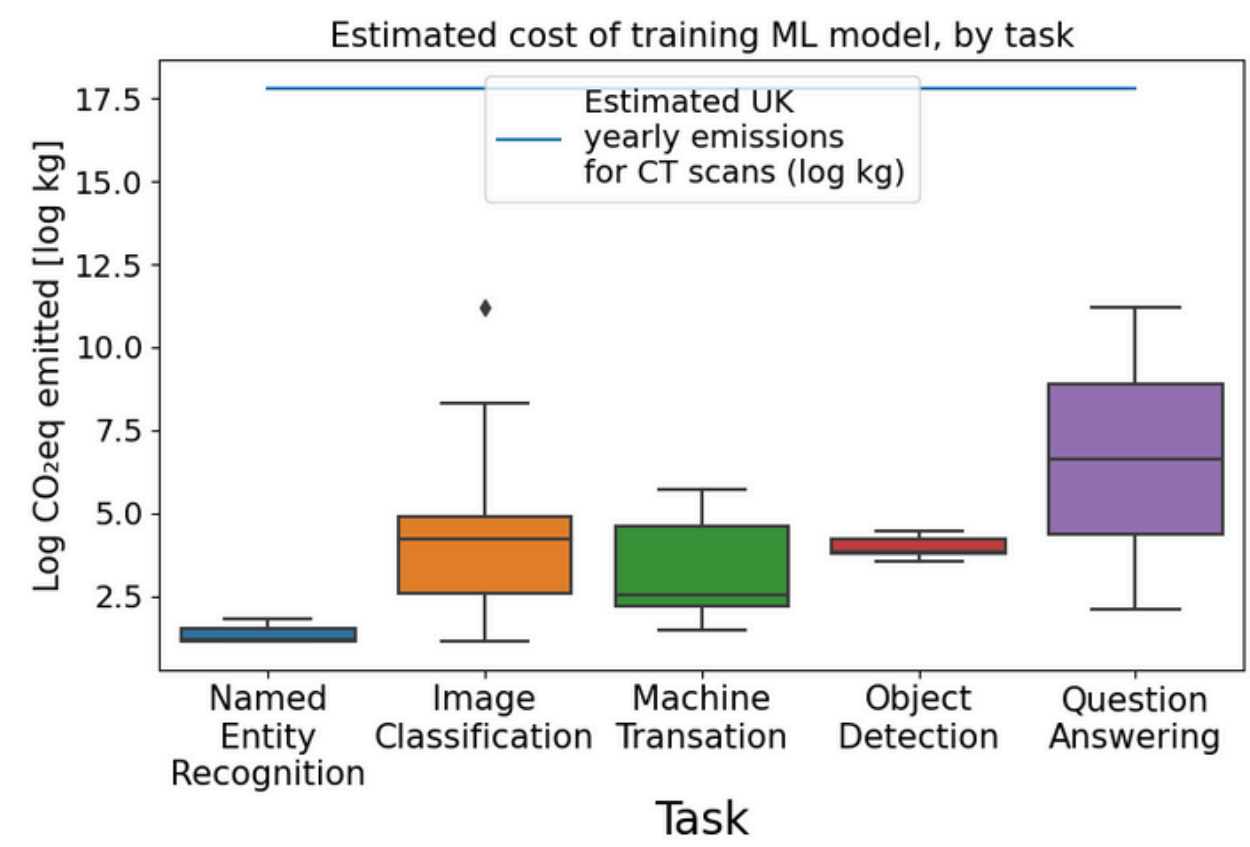 Estimated cost of training ML model, by task
Estimated UK
yearly emissions
for CT scans (log kg)
Log CO₂eq emitted [log kg]
17.5
15.0
12.5
10.0
7.5
5.0
2.5
Named
Entity
Recognition
Image
Classification
Machine
Transation
Object
Detection
Question
Answering
Task